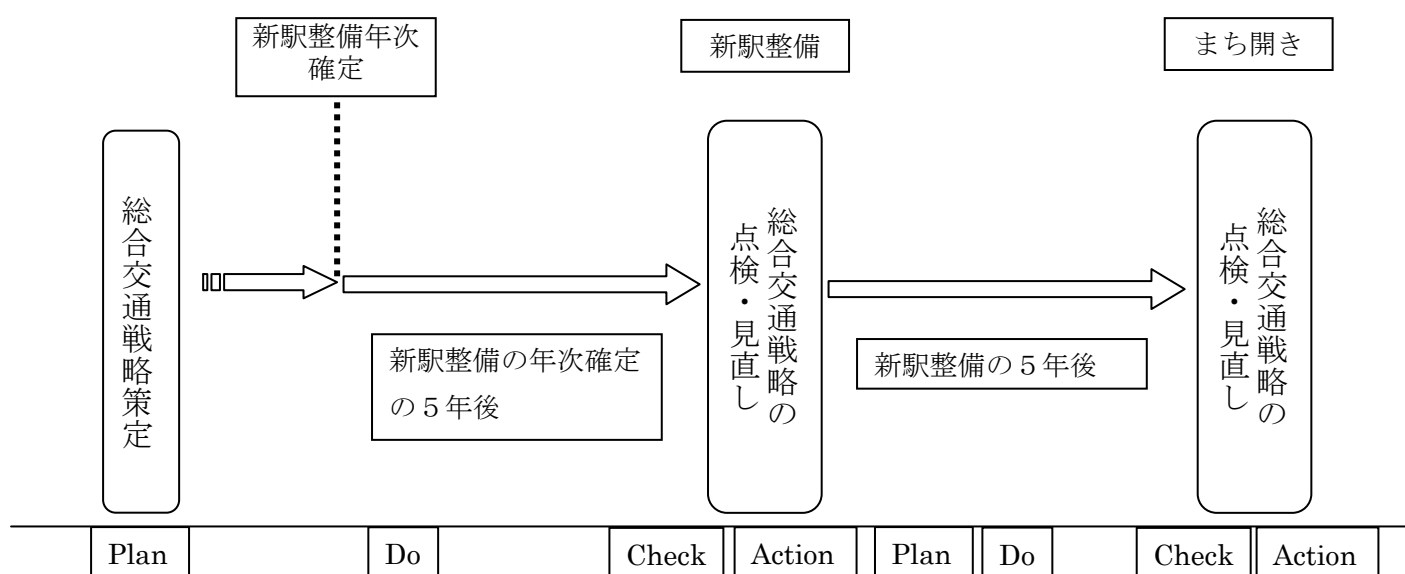 新駅整備年次
確定
新駅整備
まち開き
総合交通戦略策定
新駅整備の年次確定
の５年後
総合交通戦略の
点検・見直し
新駅整備の５年後
総合交通戦略の
点検・見直し
Plan
Do
Check
Action
Plan
Do
Check
Action